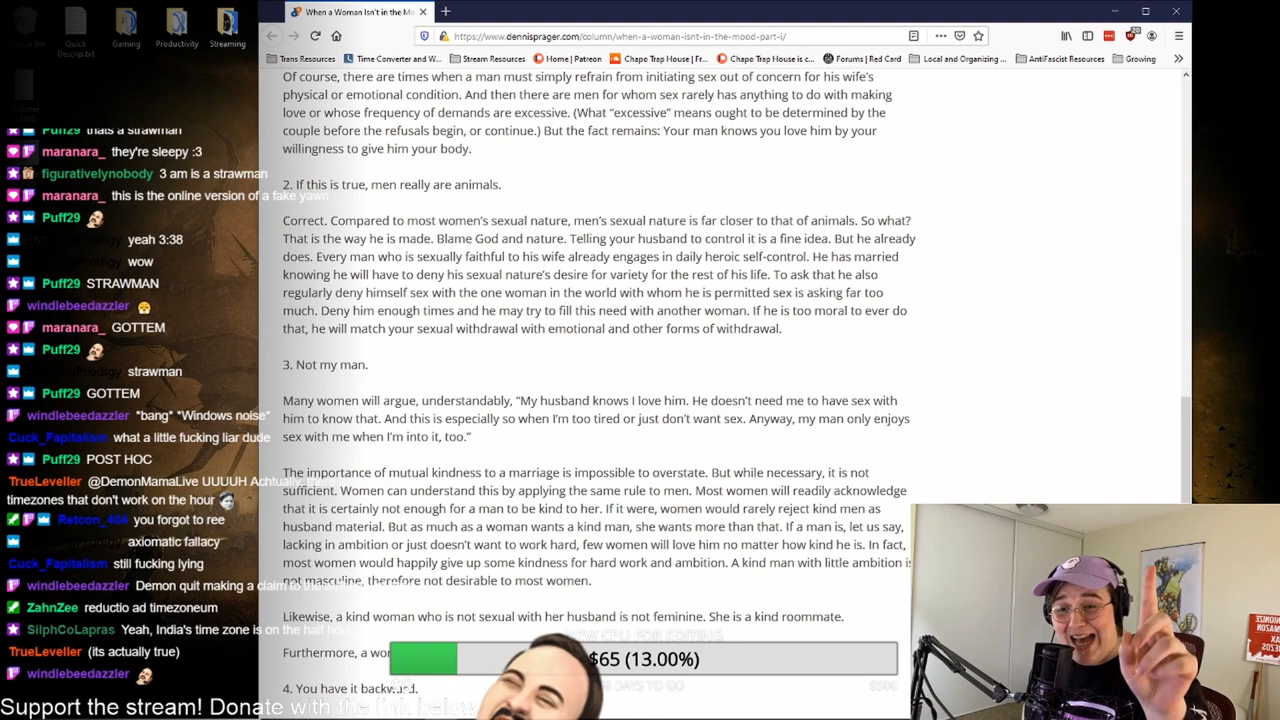 When a Woman Isn't in the Mo
https://www.dennisprager.com/column/when-a-woman-isnt-in-the-mood-part-i/
20
Quick Descrip.txt
Gaming
Productivity
Streaming
Trans Resources
Time Converter and W...
Stream Resources
Home | Patreon
Chapo Trap House | Fr...
Chapo Trap House is c...
Forums | Red Card
Local and Organizing ...
AntiFascist Resources
Growing
Of course, there are times when a man must simply refrain from initiating sex out of concern for his wife's
physical or emotional condition. And then there are men for whom sex rarely has anything to do with making
love or whose frequency of demands are excessive. (What "excessive" means ought to be determined by the
couple before the refusals begin, or continue.) But the fact remains: Your man knows you love him by your
willingness to give him your body.
2. If this is true, men really are animals.
Correct. Compared to most women's sexual nature, men's sexual nature is far closer to that of animals. So what?
That is the way he is made. Blame God and nature. Telling your husband to control it is a fine idea. But he already
does. Every man who is sexually faithful to his wife already engages in daily heroic self-control. He has married
knowing he will have to deny his sexual nature's desire for variety for the rest of his life. To ask that he also
regularly deny himself sex with the one woman in the world with whom he is permitted sex is asking far too
much. Deny him enough times and he may try to fill this need with another woman. If he is too moral to ever do
that, he will match your sexual withdrawal with emotional and other forms of withdrawal.
3. Not my man.
Many women will argue, understandably, "My husband knows I love him. He doesn't need me to have sex with
him to know that. And this is especially so when I'm too tired or just don't want sex. Anyway, my man only enjoys
sex with me when I'm into it, too."
The importance of mutual kindness to a marriage is impossible to overstate. But while necessary, it is not
sufficient. Women can understand this by applying the same rule to men. Most women will readily acknowledge
that it is certainly not enough for a man to be kind to her. If it were, women would rarely reject kind men as
husband material. But as much as a woman wants a kind man, she wants more than that. If a man is, let us say,
lacking in ambition or just doesn't want to work hard, few women will love him no matter how kind he is. In fact,
most women would happily give up some kindness for hard work and ambition. A kind man with little ambition is
not masculine, therefore not desirable to most women.
Likewise, a kind woman who is not sexual with her husband is not feminine. She is a kind roommate.
Furthermore, a wo
4. You have it backward.
Puff29 thats a strawman
maranara_ they're sleepy :3
figurativelynobody 3 am is a strawman
maranara_ this is the online version of a fake yawn
Puff29
yeah 3:38
wow
Puff29 STRAWMAN
windlebeedazzler
maranara_ GOTTEM
Puff29
strawman
Puff29 GOTTEM
windlebeedazzler *bang* *Windows noise*
Cuck_Fapitalism what a little fucking liar dude
Puff29 POST HOC
TrueLeveller @DemonMamaLive UUUUH Achtually, there
timezones that don't work on the hour
Retcon_404 you forgot to ree
axiomatic fallacy
Cuck_Fapitalism still fucking lying
windlebeedazzler Demon quit making a claim to the
ZahnZee reductio ad timezoneum
SilphCoLapras Yeah, India's time zone is on the half ho
TrueLeveller (its actually true)
windlebeedazzler
NEW CPU FOR EDITING
$65 (13.00%)
DAYS TO GO
$500
Support the stream! Donate with the link below